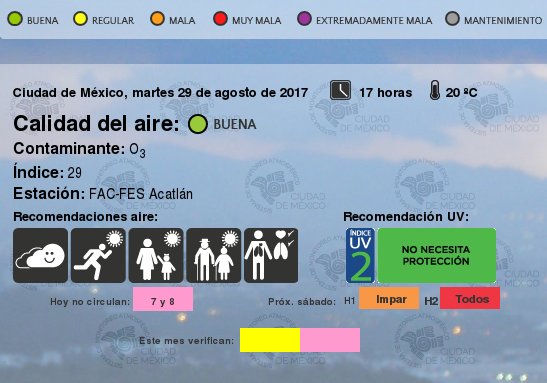 BUENA REGULAR MALA MUY MALA EXTREMADAMENTE MALA MANTENIMIENTO
Ciudad de México, martes 29 de agosto de 2017 17 horas 20 ºC
Calidad del aire: BUENA
Contaminante: O3
Índice: 29
Estación: FAC-FES Acatlán
Recomendaciones aire: Recomendación UV:
ÍNDICE UV 2 NO NECESITA PROTECCIÓN
Hoy no circulan: 7 y 8 Próx. sábado: H1 Impar H2 Todos
Este mes verifican:
CIUDAD DE MÉXICO